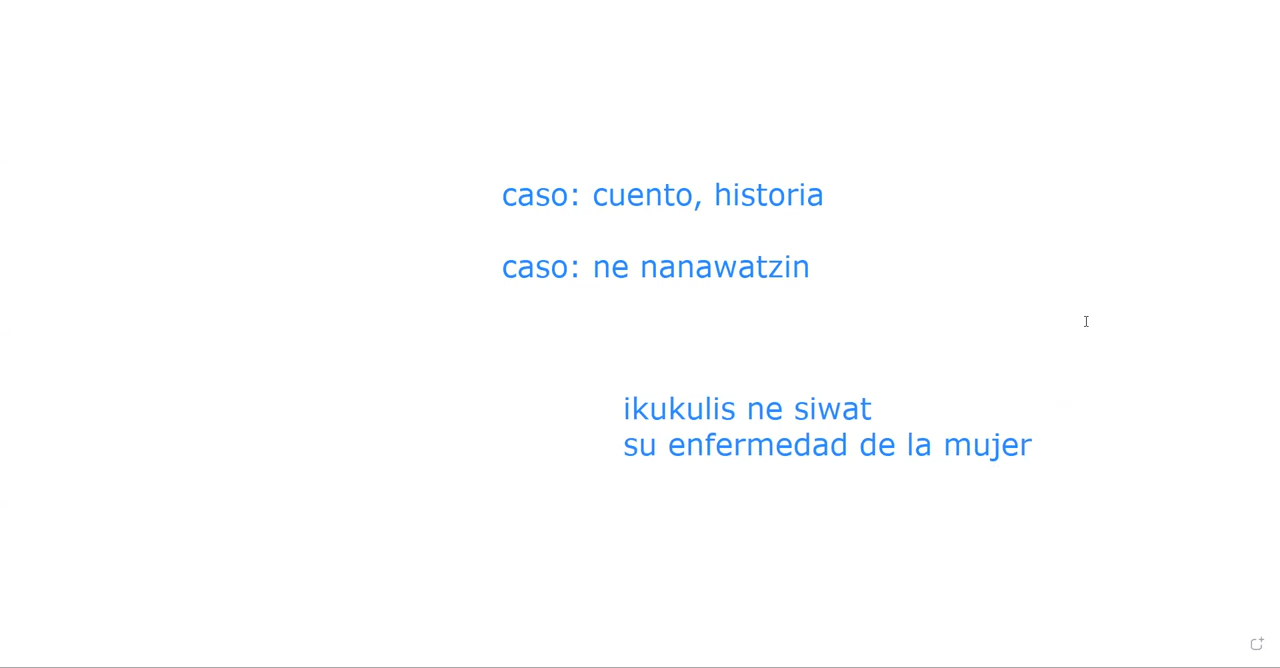 caso: cuento, historia
caso: ne nanawatzin
ikukulis ne siwat
su enfermedad de la mujer